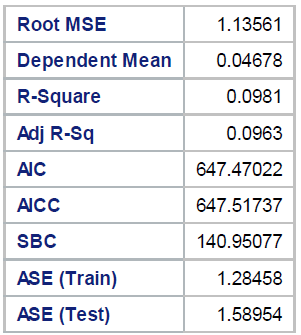 Root MSE 1.13561
Dependent Mean 0.04678
R-Square 0.0981
Adj R-Sq 0.0963
AIC 647.47022
AICC 647.51737
SBC 140.95077
ASE (Train) 1.28458
ASE (Test) 1.58954